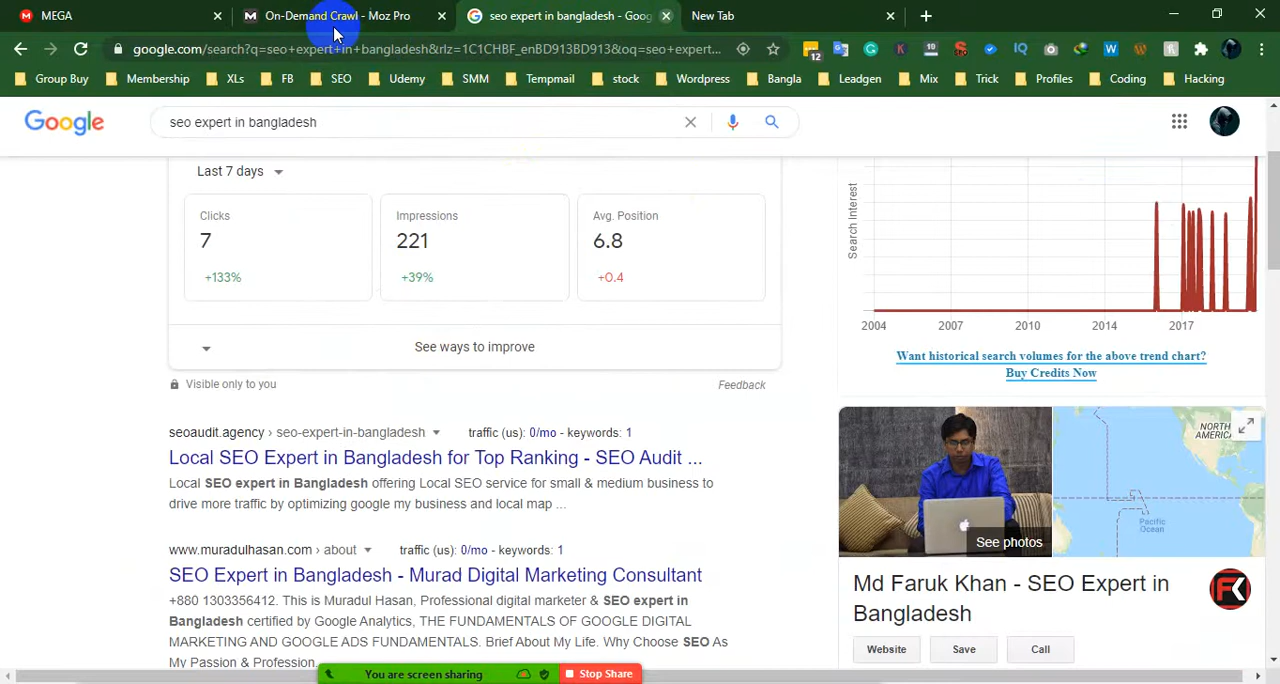 MEGA
On-Demand Crawl - Moz Pro
seo expert in bangladesh - Goog
New Tab
google.com/search?q=seo+expert+in+bangladesh&rlz=1C1CHBF_enBD913BD913&oq=seo+expert...
12
10
IQ
W
Group Buy
Membership
XLs
FB
SEO
Udemy
SMM
Tempmail
stock
Wordpress
Bangla
Leadgen
Mix
Trick
Profiles
Coding
Hacking
Google
seo expert in bangladesh
Last 7 days
Clicks
7
+133%
Impressions
221
+39%
Avg. Position
6.8
+0.4
See ways to improve
Visible only to you
Feedback
seoaudit.agency › seo-expert-in-bangladesh
traffic (us): 0/mo - keywords: 1
Local SEO Expert in Bangladesh for Top Ranking - SEO Audit ...
Local SEO expert in Bangladesh offering Local SEO service for small & medium business to
drive more traffic by optimizing google my business and local map ...
www.muradulhasan.com › about
traffic (us): 0/mo - keywords: 1
SEO Expert in Bangladesh - Murad Digital Marketing Consultant
+880 1303356412. This is Muradul Hasan, Professional digital marketer & SEO expert in
Bangladesh certified by Google Analytics, THE FUNDAMENTALS OF GOOGLE DIGITAL
MARKETING AND GOOGLE ADS FUNDAMENTALS. Brief About My Life. Why Choose SEO As
My Passion & Profession.
Search Interest
2004
2007
2010
2014
2017
Want historical search volumes for the above trend chart?
Buy Credits Now
NORTH
AMERICA
Pacific
Ocean
See photos
Md Faruk Khan - SEO Expert in
Bangladesh
FK
Website
Save
Call
You are screen sharing
Stop Share